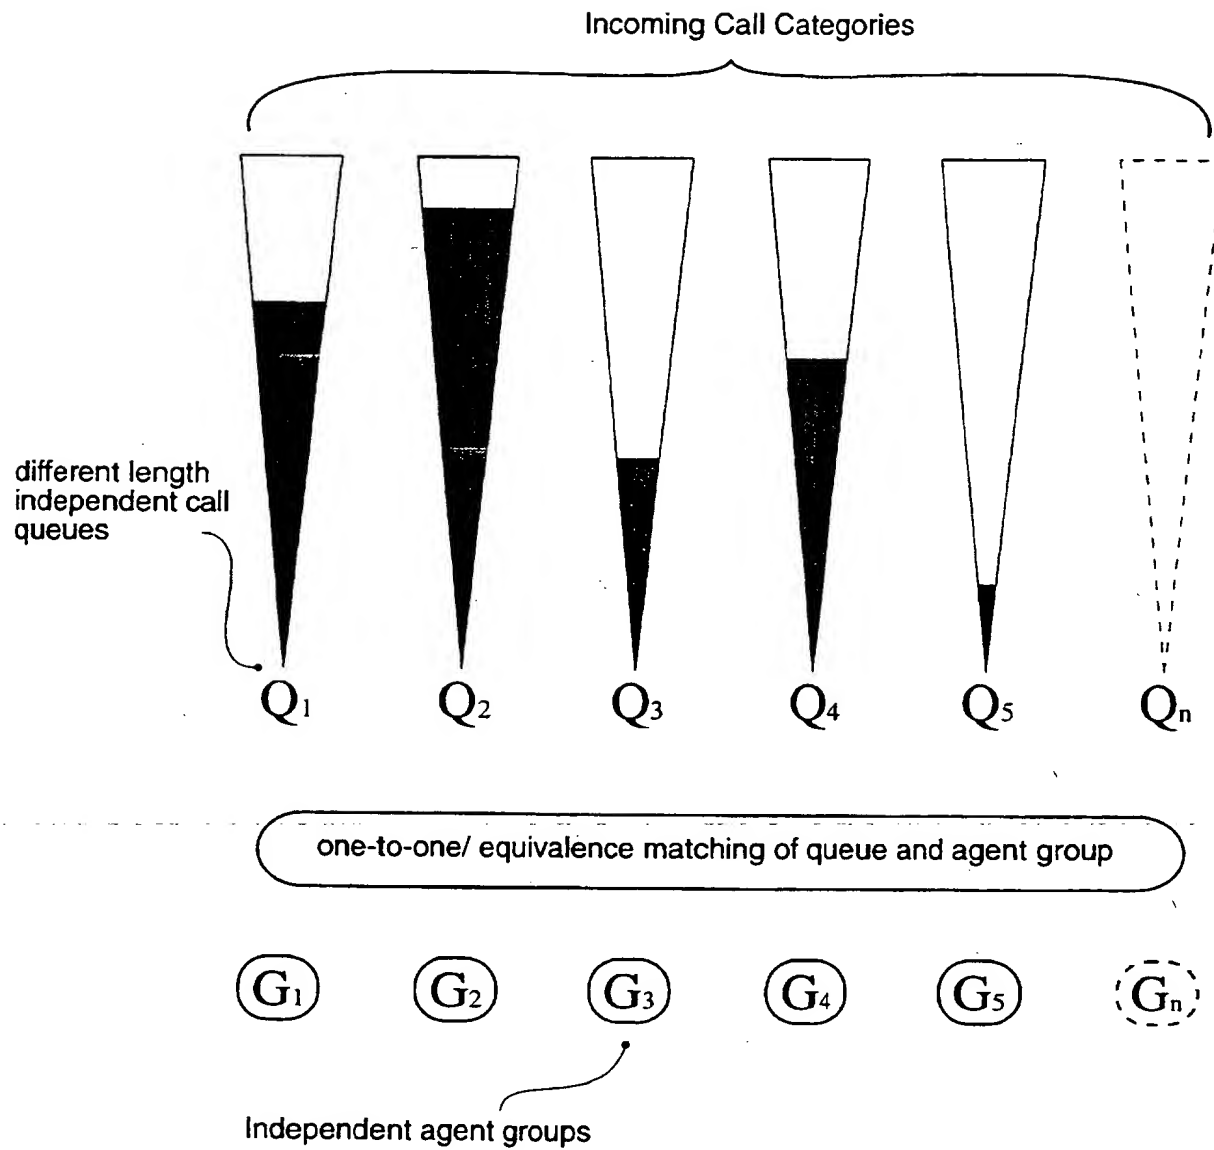 Incoming Call Categories
different length
independent call
queues
Q1 Q2 Q3 Q4 Q5 Qn
one-to-one/ equivalence matching of queue and agent group
G1 G2 G3 G4 G5 Gn
Independent agent groups